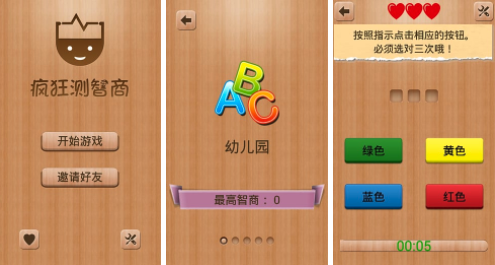 疯狂测智商
开始游戏
邀请好友
ABC
幼儿园
最高智商：0
按照指示点击相应的按钮。
必须选对三次哦！
绿色
黄色
蓝色
红色
00:05